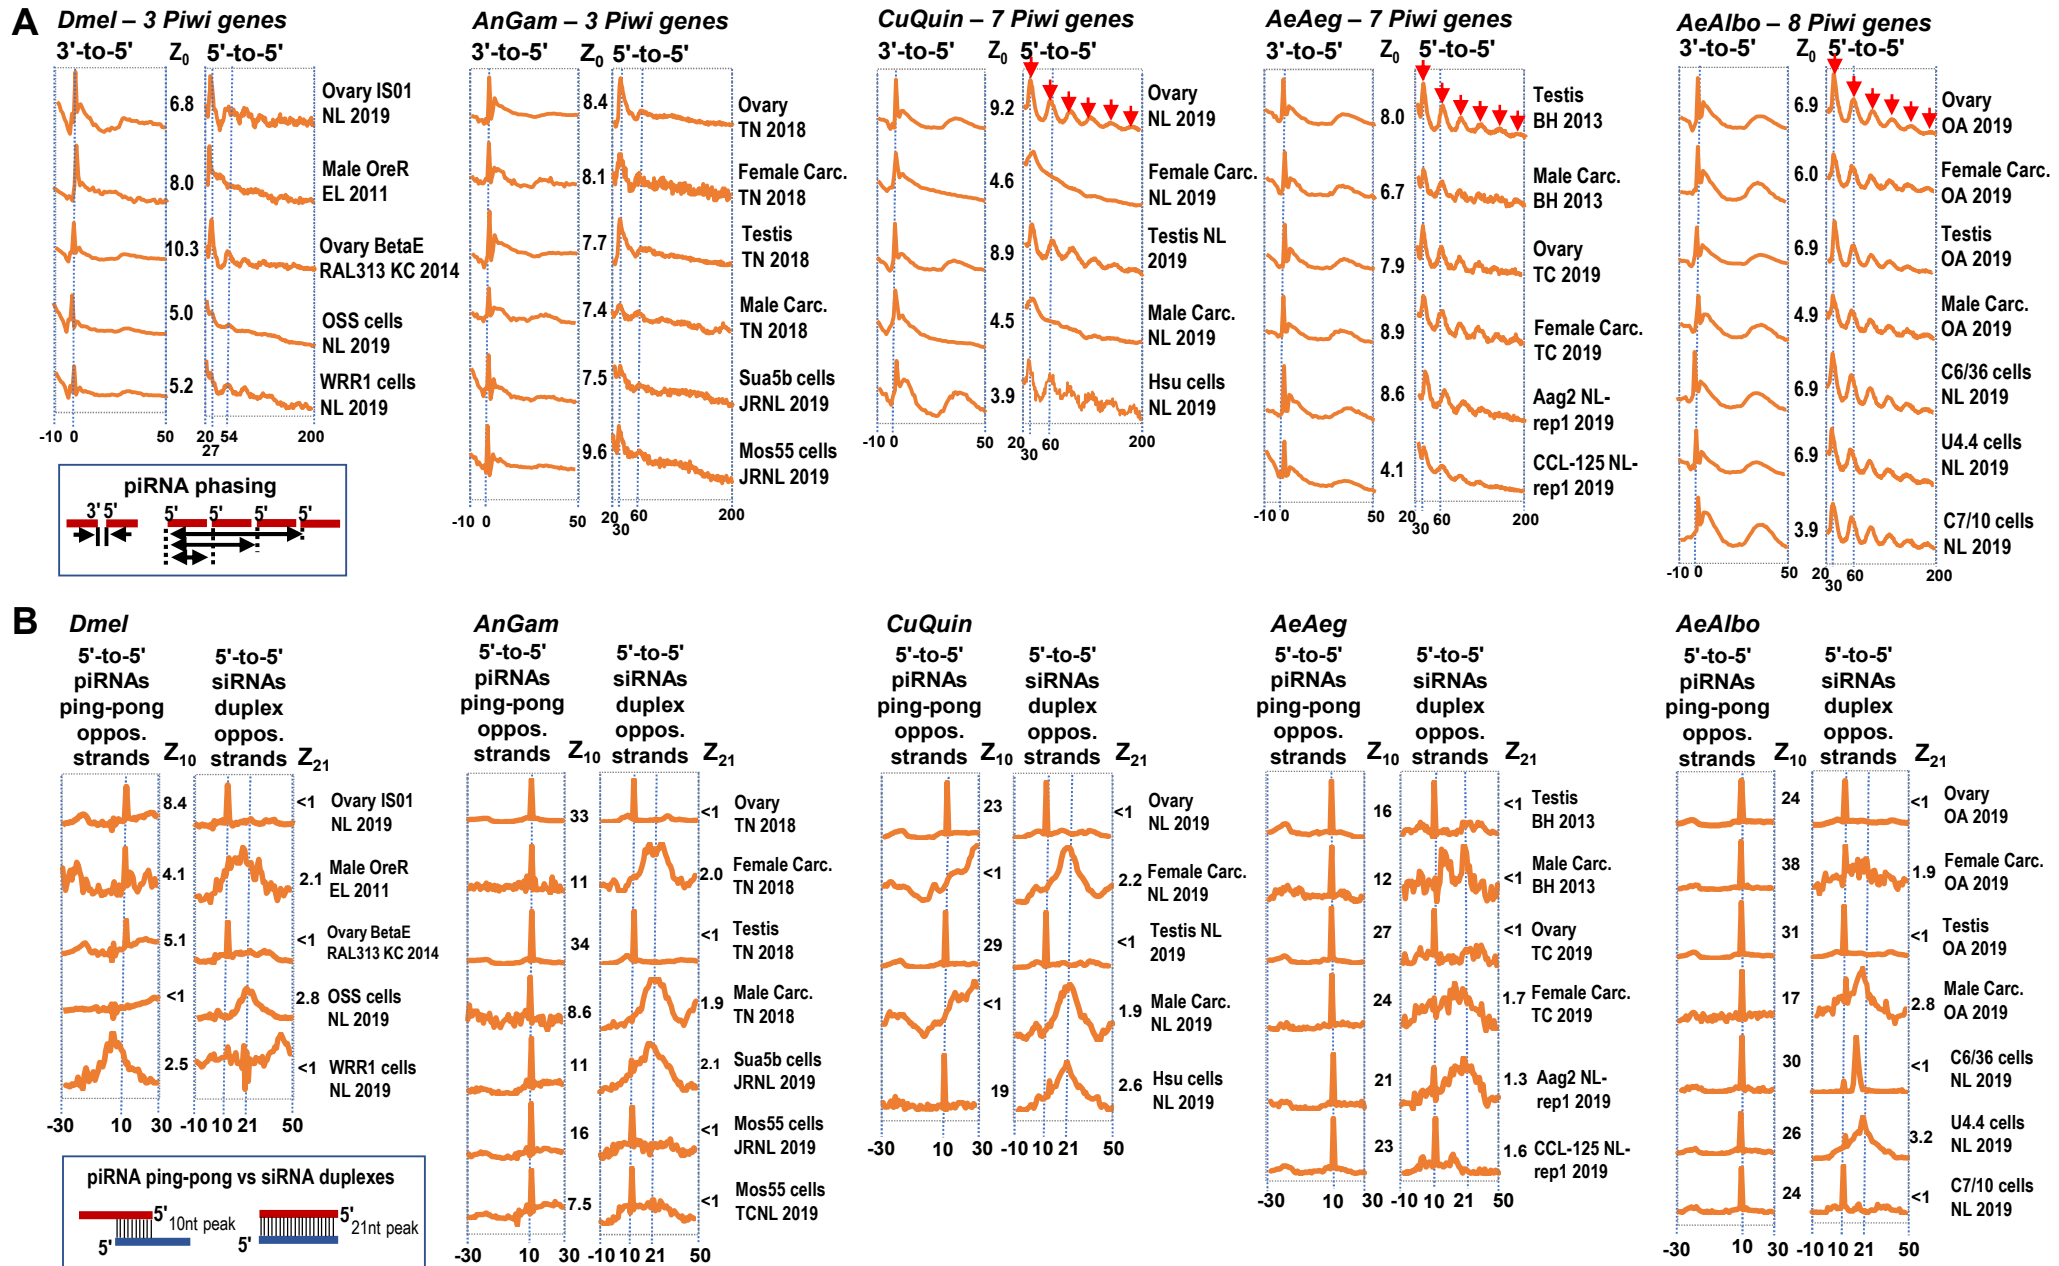 A
Dmel – 3 Piwi genes
3'-to-5' Z0 5'-to-5'
6.8
Ovary IS01
NL 2019
8.0
Male OreR
EL 2011
10.3
Ovary BetaE
RAL313 KC 2014
5.0
OSS cells
NL 2019
5.2
WRR1 cells
NL 2019
-10 0 50 20 54 200
27
piRNA phasing
3' 5' 5' 5' 5' 5'
AnGam – 3 Piwi genes
3'-to-5' Z0 5'-to-5'
8.4
Ovary
TN 2018
8.1
Female Carc.
TN 2018
7.7
Testis
TN 2018
7.4
Male Carc.
TN 2018
7.5
Sua5b cells
JRNL 2019
9.6
Mos55 cells
JRNL 2019
-10 0 50 20 60 200
30
CuQuin – 7 Piwi genes
3'-to-5' Z0 5'-to-5'
9.2
Ovary
NL 2019
4.6
Female Carc.
NL 2019
8.9
Testis NL
2019
4.5
Male Carc.
NL 2019
3.9
Hsu cells
NL 2019
-10 0 50 20 60 200
30
AeAeg – 7 Piwi genes
3'-to-5' Z0 5'-to-5'
8.0
Testis
BH 2013
6.7
Male Carc.
BH 2013
7.9
Ovary
TC 2019
8.9
Female Carc.
TC 2019
8.6
Aag2 NL-
rep1 2019
4.1
CCL-125 NL-
rep1 2019
-10 0 50 20 60 200
30
AeAlbo – 8 Piwi genes
3'-to-5' Z0 5'-to-5'
6.9
Ovary
OA 2019
6.0
Female Carc.
OA 2019
6.9
Testis
OA 2019
4.9
Male Carc.
OA 2019
6.9
C6/36 cells
NL 2019
6.9
U4.4 cells
NL 2019
3.9
C7/10 cells
NL 2019
-10 0 50 20 60 200
30
B
Dmel
5'-to-5' 5'-to-5'
piRNAs siRNAs
ping-pong duplex
oppos. oppos.
strands Z10 strands Z21
8.4 <1
Ovary IS01
NL 2019
4.1 2.1
Male OreR
EL 2011
5.1 <1
Ovary BetaE
RAL313 KC 2014
<1 2.8
OSS cells
NL 2019
2.5 <1
WRR1 cells
NL 2019
-30 10 30 -10 10 21 50
piRNA ping-pong vs siRNA duplexes
5' 10nt peak 5' 21nt peak
5' 5'
AnGam
5'-to-5' 5'-to-5'
piRNAs siRNAs
ping-pong duplex
oppos. oppos.
strands Z10 strands Z21
33 <1
Ovary
TN 2018
11 2.0
Female Carc.
TN 2018
34 <1
Testis
TN 2018
8.6 1.9
Male Carc.
TN 2018
11 2.1
Sua5b cells
JRNL 2019
16 <1
Mos55 cells
JRNL 2019
7.5 <1
Mos55 cells
TCNL 2019
-30 10 30 -10 10 21 50
CuQuin
5'-to-5' 5'-to-5'
piRNAs siRNAs
ping-pong duplex
oppos. oppos.
strands Z10 strands Z21
23 <1
Ovary
NL 2019
<1 2.2
Female Carc.
NL 2019
29 <1
Testis NL
2019
<1 1.9
Male Carc.
NL 2019
19 2.6
Hsu cells
NL 2019
-30 10 30 -10 10 21 50
AeAeg
5'-to-5' 5'-to-5'
piRNAs siRNAs
ping-pong duplex
oppos. oppos.
strands Z10 strands Z21
16 <1
Testis
BH 2013
12 <1
Male Carc.
BH 2013
27 <1
Ovary
TC 2019
24 1.7
Female Carc.
TC 2019
21 1.3
Aag2 NL-
rep1 2019
23 1.6
CCL-125 NL-
rep1 2019
-30 10 30 -10 10 21 50
AeAlbo
5'-to-5' 5'-to-5'
piRNAs siRNAs
ping-pong duplex
oppos. oppos.
strands Z10 strands Z21
24 <1
Ovary
OA 2019
38 1.9
Female Carc.
OA 2019
31 <1
Testis
OA 2019
17 2.8
Male Carc.
OA 2019
30 <1
C6/36 cells
NL 2019
26 3.2
U4.4 cells
NL 2019
24 <1
C7/10 cells
NL 2019
-30 10 30 -10 10 21 50